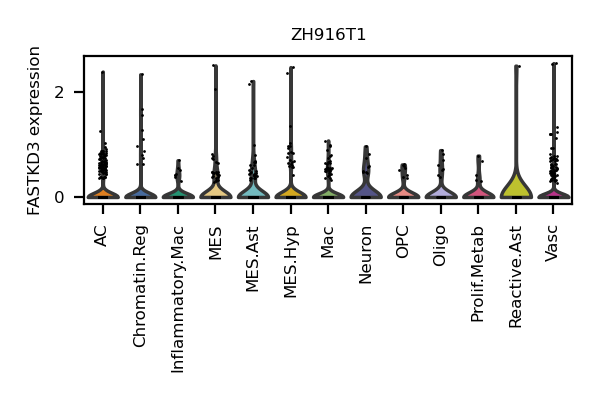 ZH916T1
FASTKD3 expression
2
0
AC
Chromatin.Reg
Inflammatory.Mac
MES
MES.Ast
MES.Hyp
Mac
Neuron
OPC
Oligo
Prolif.Metab
Reactive.Ast
Vasc